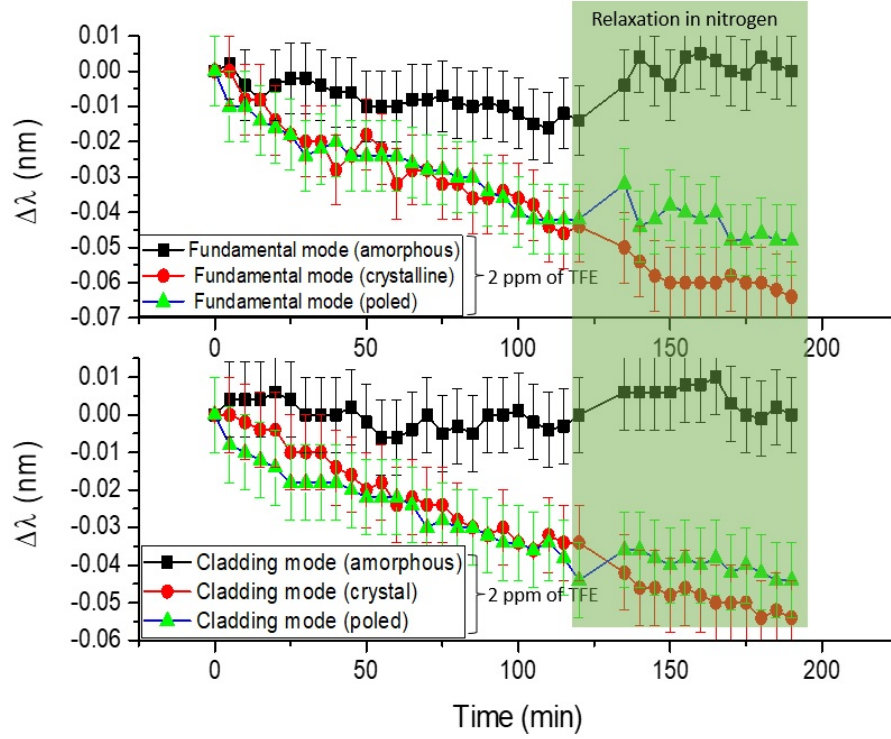 Relaxation in nitrogen
0.01
0.00
-0.01
-0.02
-0.03
-0.04
-0.05
-0.06
-0.07
Δλ (nm)
Fundamental mode (amorphous)
Fundamental mode (crystalline)
Fundamental mode (poled)
2 ppm of TFE
0 50 100 150 200
0.01
0.00
-0.01
-0.02
-0.03
-0.04
-0.05
-0.06
Δλ (nm)
Cladding mode (amorphous)
Cladding mode (crystal)
Cladding mode (poled)
2 ppm of TFE
0 50 100 150 200
Time (min)